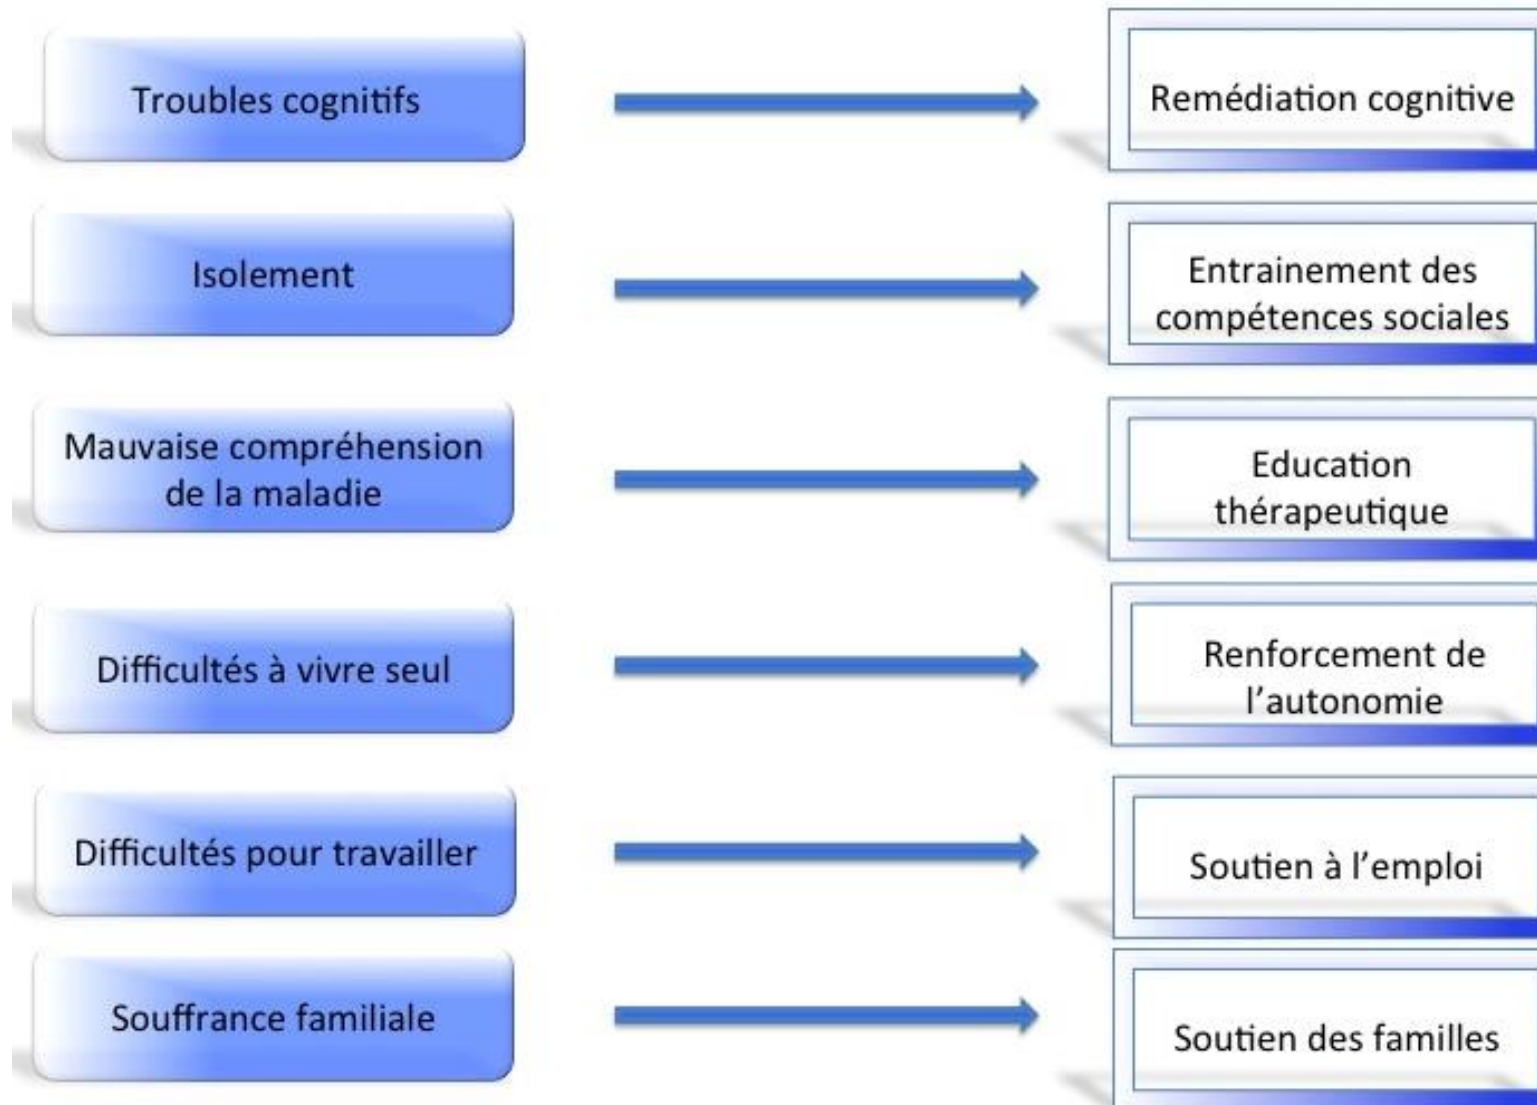 Troubles cognitifs
Remédiation cognitive
Isolement
Entrainement des
compétences sociales
Mauvaise compréhension
de la maladie
Education
thérapeutique
Difficultés à vivre seul
Renforcement de
l’autonomie
Difficultés pour travailler
Soutien à l’emploi
Souffrance familiale
Soutien des familles